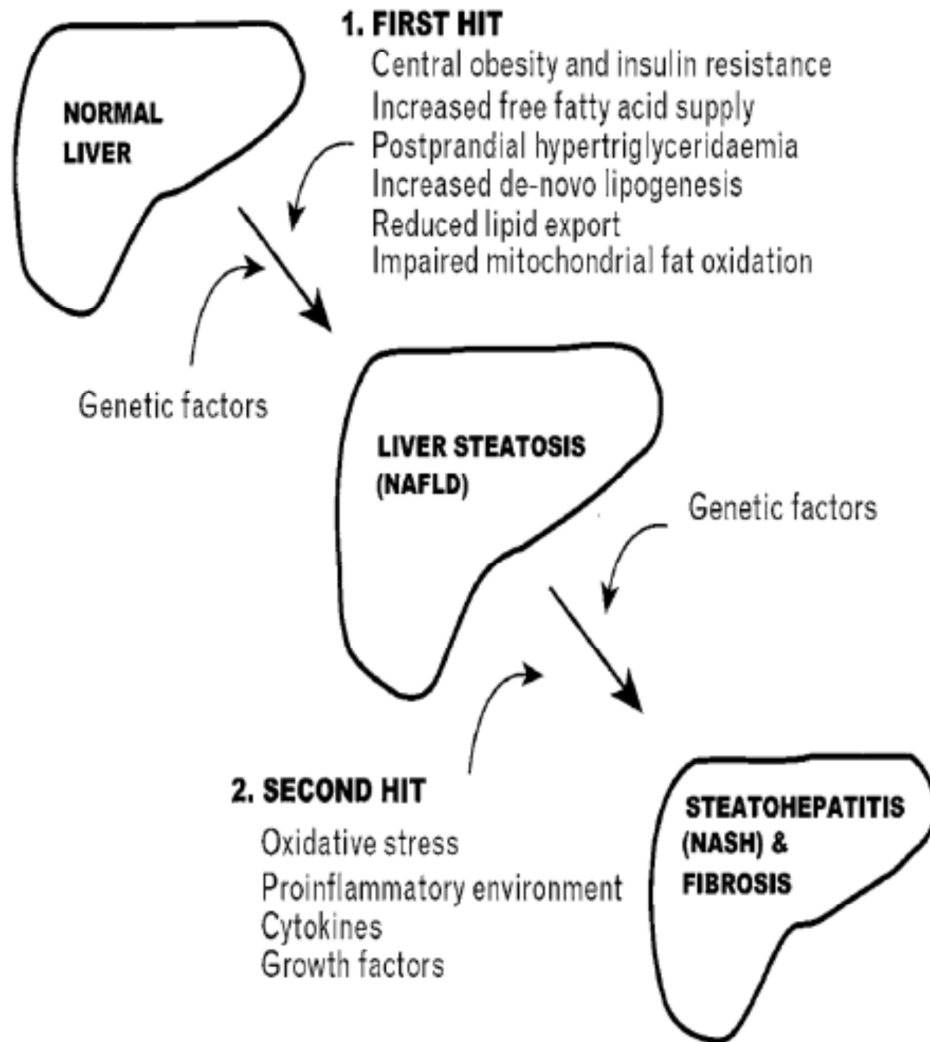 1. FIRST HIT
Central obesity and insulin resistance
Increased free fatty acid supply
Postprandial hypertriglyceridaemia
Increased de-novo lipogenesis
Reduced lipid export
Impaired mitochondrial fat oxidation
NORMAL
LIVER
Genetic factors
LIVER STEATOSIS
(NAFLD)
Genetic factors
2. SECOND HIT
Oxidative stress
Proinflammatory environment
Cytokines
Growth factors
STEATOHEPATITIS
(NASH) &
FIBROSIS